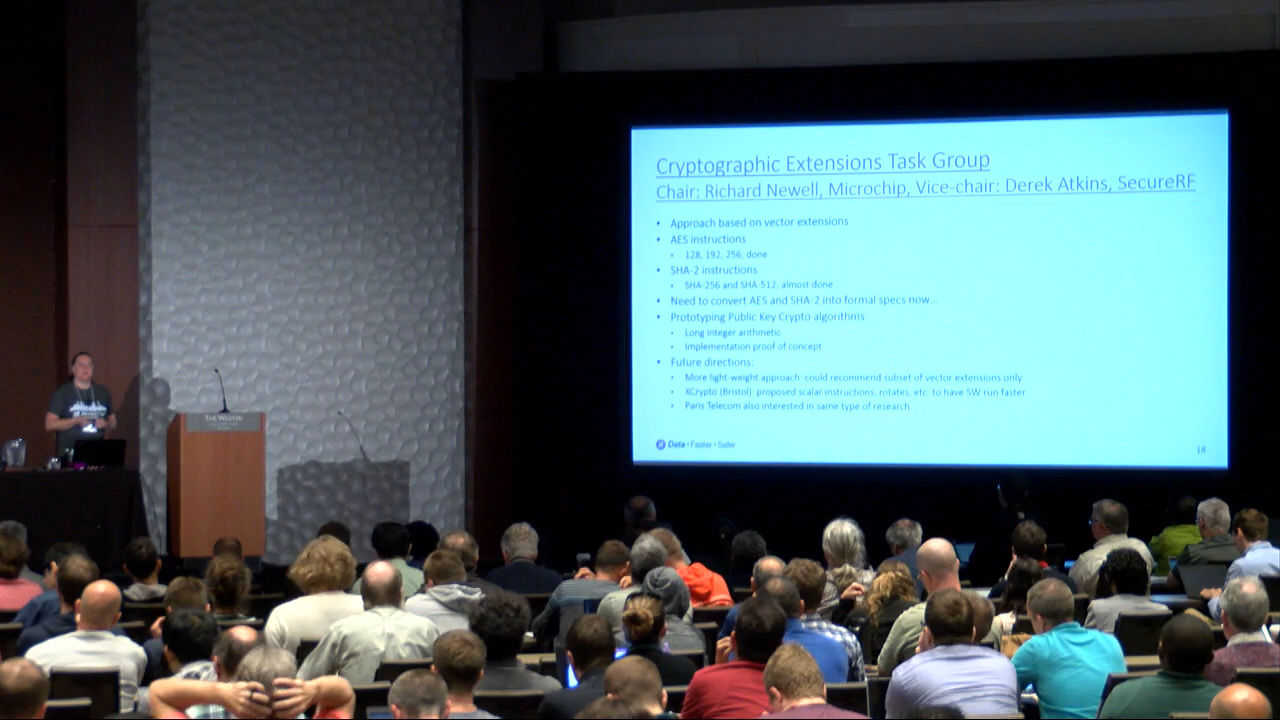 Cryptographic Extensions Task Group
Chair: Richard Newell, Microchip, Vice-chair: Derek Atkins, SecureRF
• Approach based on vector extensions
• AES instructions
• 128, 192, 256, done
• SHA-2 instructions
• SHA-256 and SHA-512, almost done
• Need to convert AES and SHA-2 into formal specs now...
• Prototyping Public Key Crypto algorithms
• Long integer arithmetic
• Implementation proof of concept
• Future directions:
• More light-weight approach could recommend subset of vector extensions only
• XCrypto (Bristol) proposed scalar instructions, rotates, etc to have SW run faster
• Paris Telecom also interested in same type of research
Data • Faster • Safer
18
THE WESTIN